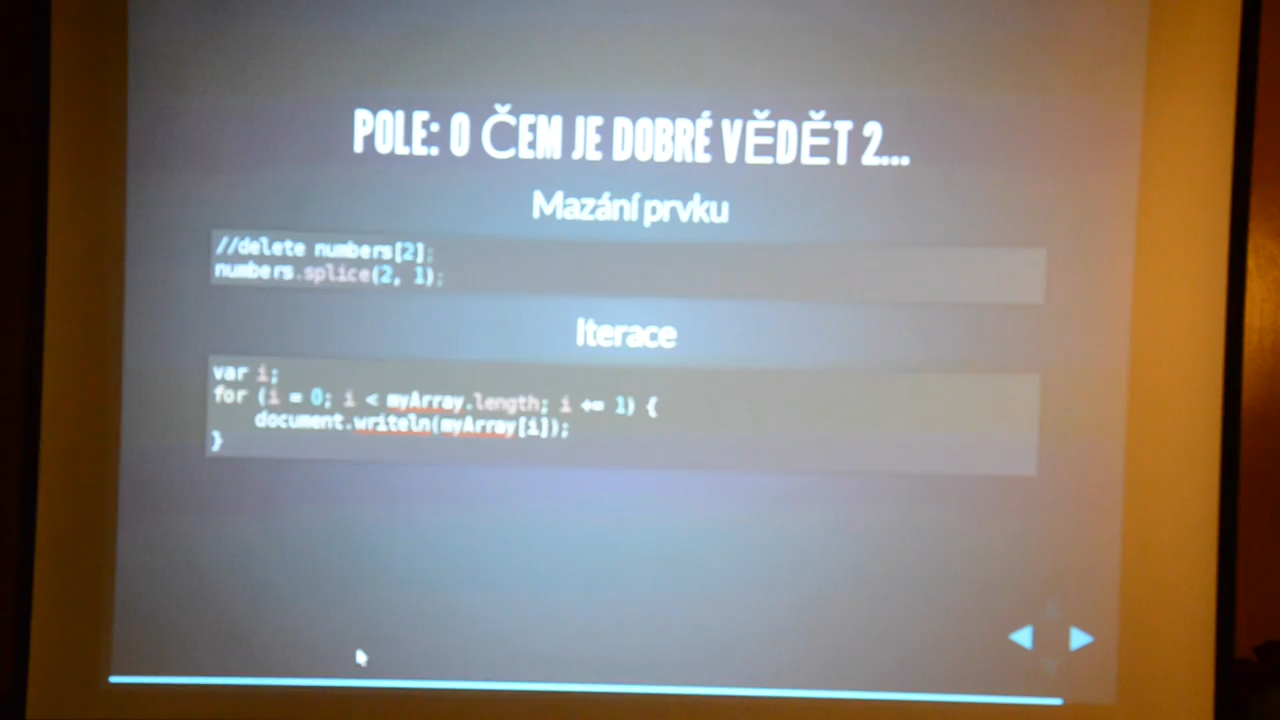 POLE: O ČEM JE DOBRÉ VĚDĚT 2...
Mazání prvku
//delete numbers[2];
numbers.splice(2, 1);
Iterace
var i;
for (i = 0; i < myArray.length; i += 1) {
    document.writeln(myArray[i]);
}